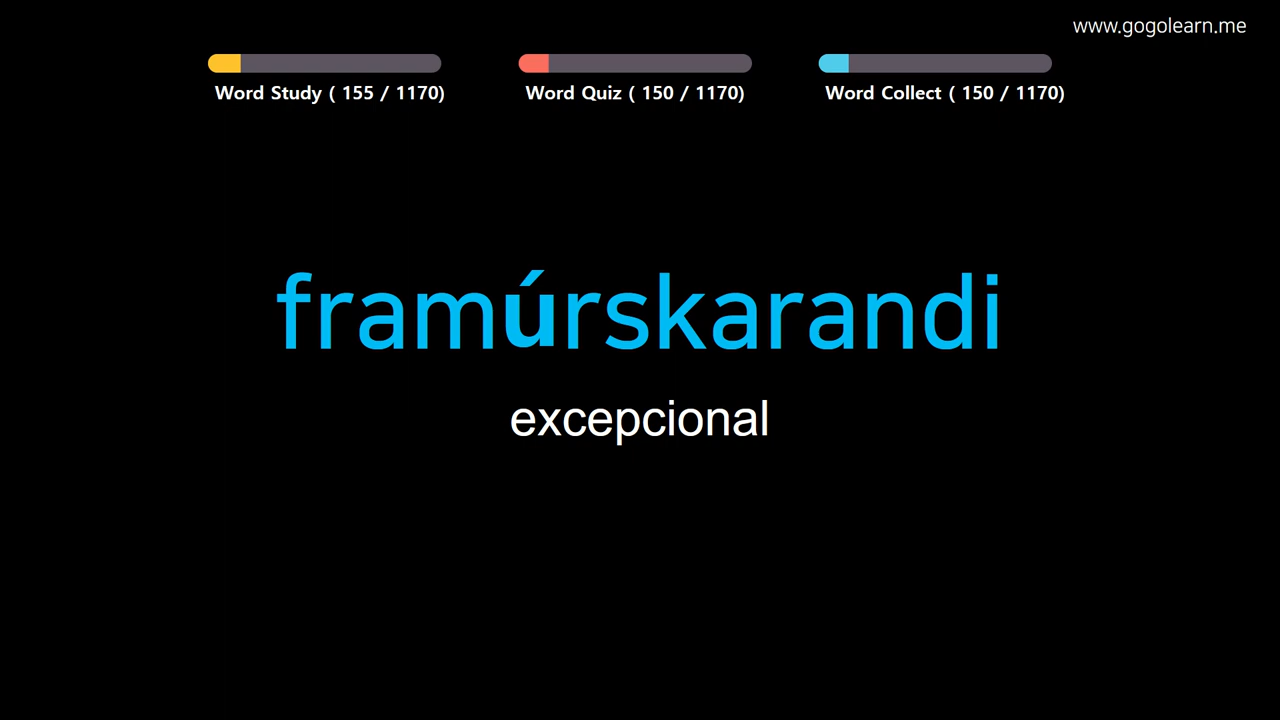 www.gogolearn.me
Word Study ( 155 / 1170)
Word Quiz ( 150 / 1170)
Word Collect ( 150 / 1170)
framúrskarandi
excepcional